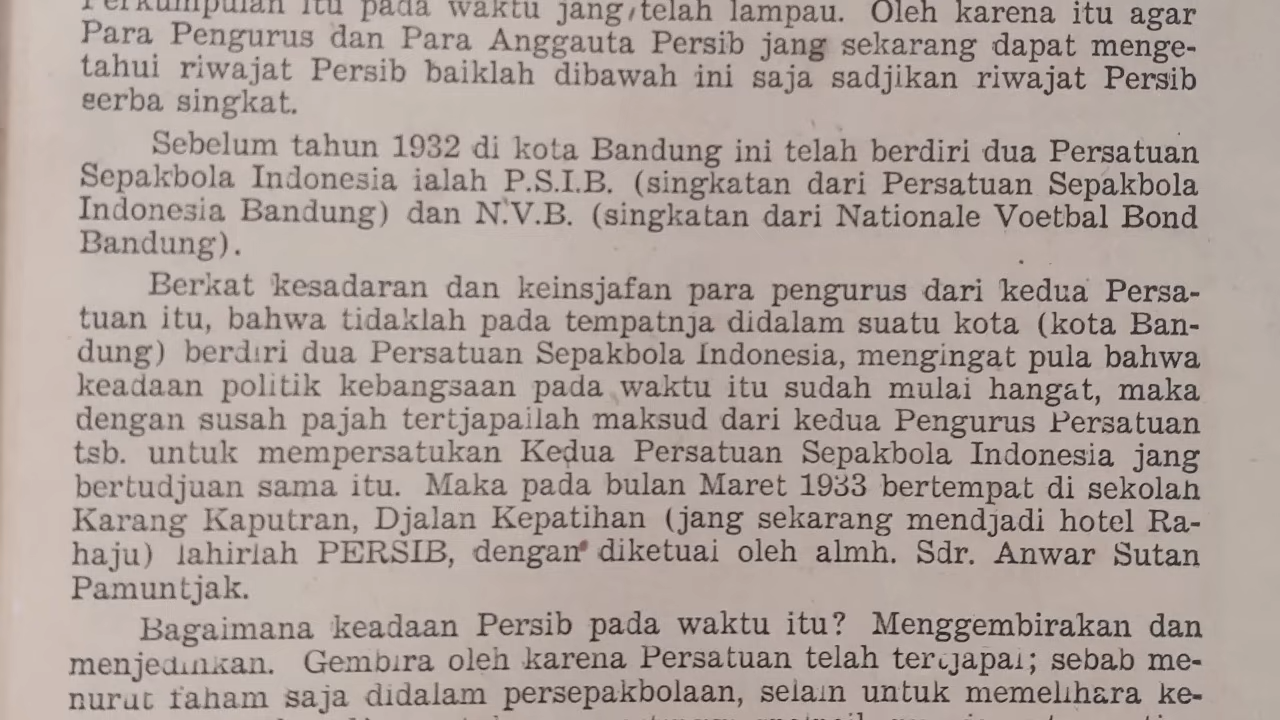 Perkumpulan itu pada waktu jang telah lampau. Oleh karena itu agar
Para Pengurus dan Para Anggauta Persib jang sekarang dapat menge-
tahui riwajat Persib baiklah dibawah ini saja sadjikan riwajat Persib
serba singkat.
Sebelum tahun 1932 di kota Bandung ini telah berdiri dua Persatuan
Sepakbola Indonesia ialah P.S.I.B. (singkatan dari Persatuan Sepakbola
Indonesia Bandung) dan N.V.B. (singkatan dari Nationale Voetbal Bond
Bandung).
Berkat kesadaran dan keinsjafan para pengurus dari kedua Persa-
tuan itu, bahwa tidaklah pada tempatnja didalam suatu kota (kota Ban-
dung) berdiri dua Persatuan Sepakbola Indonesia, mengingat pula bahwa
keadaan politik kebangsaan pada waktu itu sudah mulai hangat, maka
dengan susah pajah tertjapailah maksud dari kedua Pengurus Persatuan
tsb. untuk mempersatukan Kedua Persatuan Sepakbola Indonesia jang
bertudjuan sama itu. Maka pada bulan Maret 1933 bertempat di sekolah
Karang Kaputran, Djalan Kepatihan (jang sekarang mendjadi hotel Ra-
haju) lahirlah PERSIB, dengan diketuai oleh almh. Sdr. Anwar Sutan
Pamuntjak.
Bagaimana keadaan Persib pada waktu itu? Menggembirakan dan
menjedihkan. Gembira oleh karena Persatuan telah tertjapai; sebab me-
nurut faham saja didalam persepakbolaan, selain untuk memelihara ke-